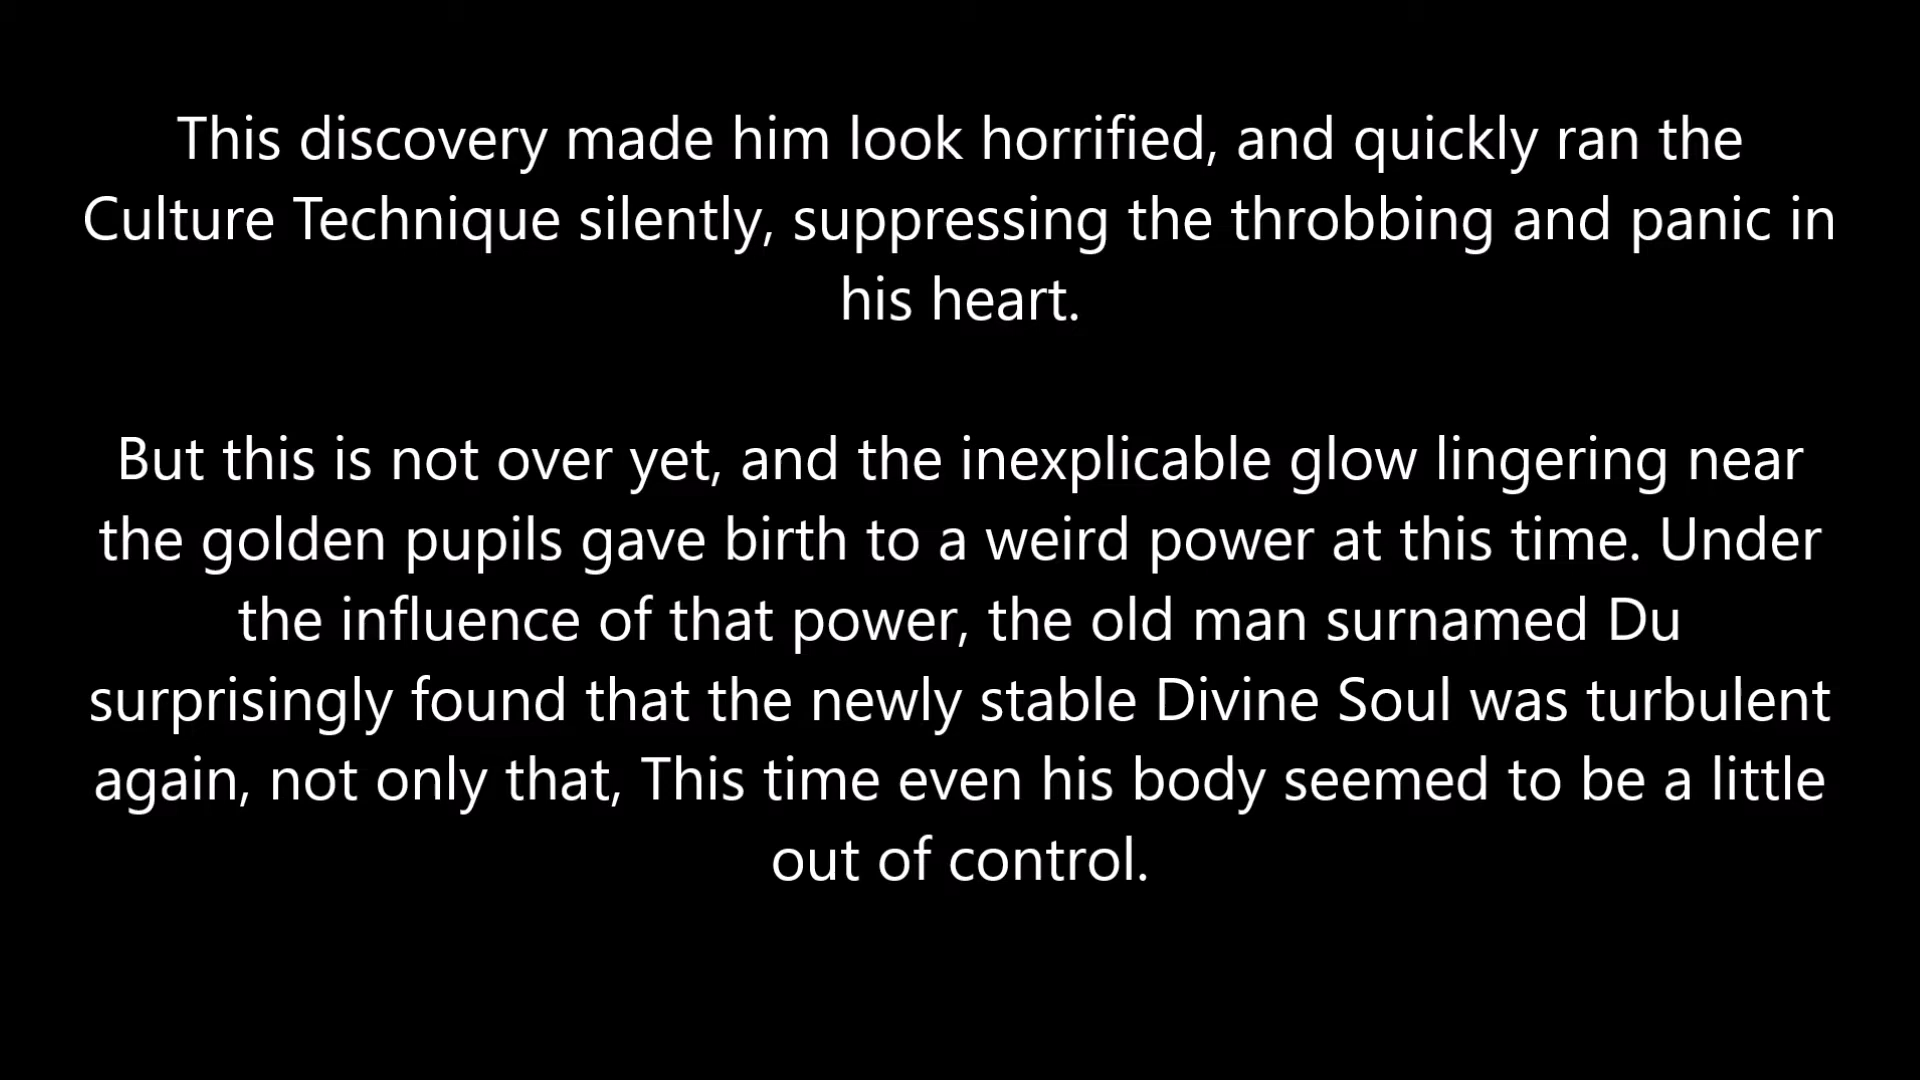 This discovery made him look horrified, and quickly ran the
Culture Technique silently, suppressing the throbbing and panic in
his heart.
But this is not over yet, and the inexplicable glow lingering near
the golden pupils gave birth to a weird power at this time. Under
the influence of that power, the old man surnamed Du
surprisingly found that the newly stable Divine Soul was turbulent
again, not only that, This time even his body seemed to be a little
out of control.